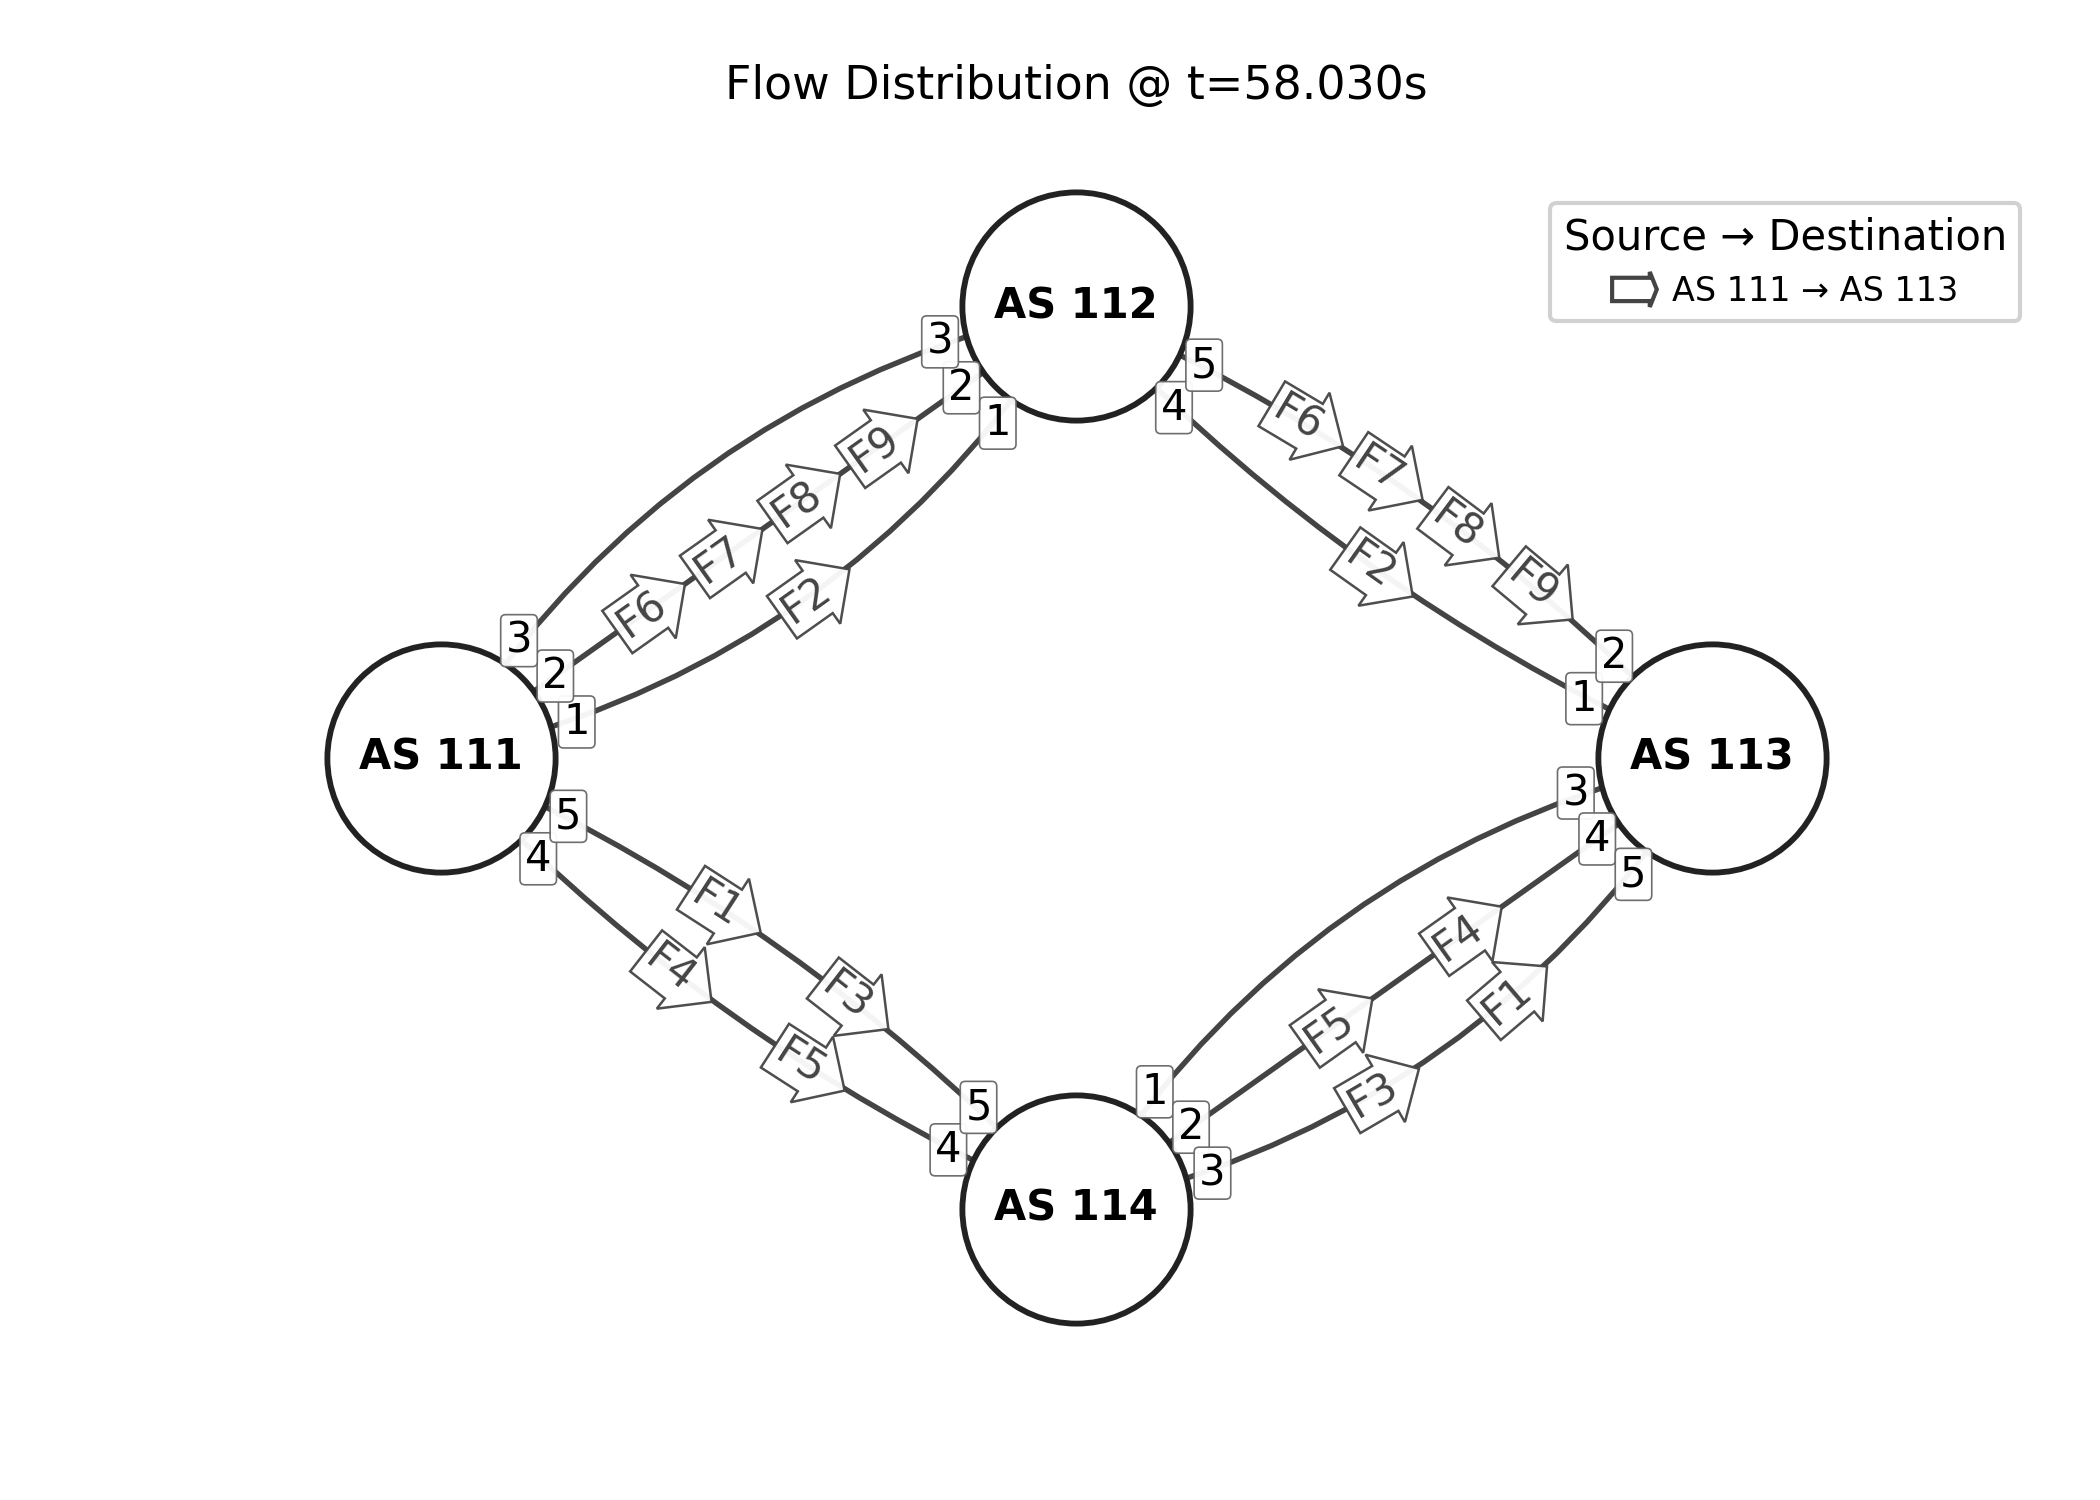 Flow Distribution @ t=58.030s
Source → Destination
AS 111 → AS 113
AS 112
3
2
1
5
4
F6
F7
F8
F9
F2
F9
F8
F7
F6
F2
3
2
1
2
1
AS 111
AS 113
5
4
3
4
5
F1
F4
F3
F5
F4
F1
F5
F3
5
4
1
2
3
AS 114